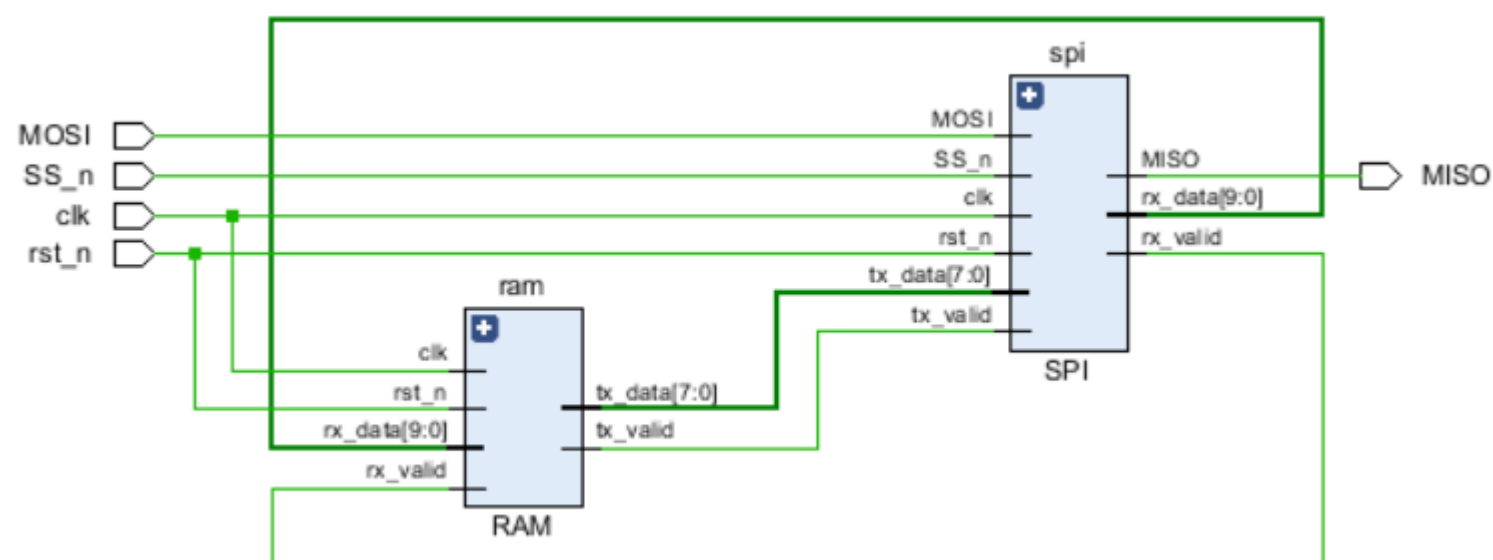 spi
MOSI
MOSI
SS_n
SS_n
MISO
MISO
clk
clk
rx_data[9:0]
rst_n
rst_n
rx_valid
tx_data[7:0]
ram
tx_valid
clk
SPI
rst_n
tx_data[7:0]
rx_data[9:0]
tx_valid
rx_valid
RAM